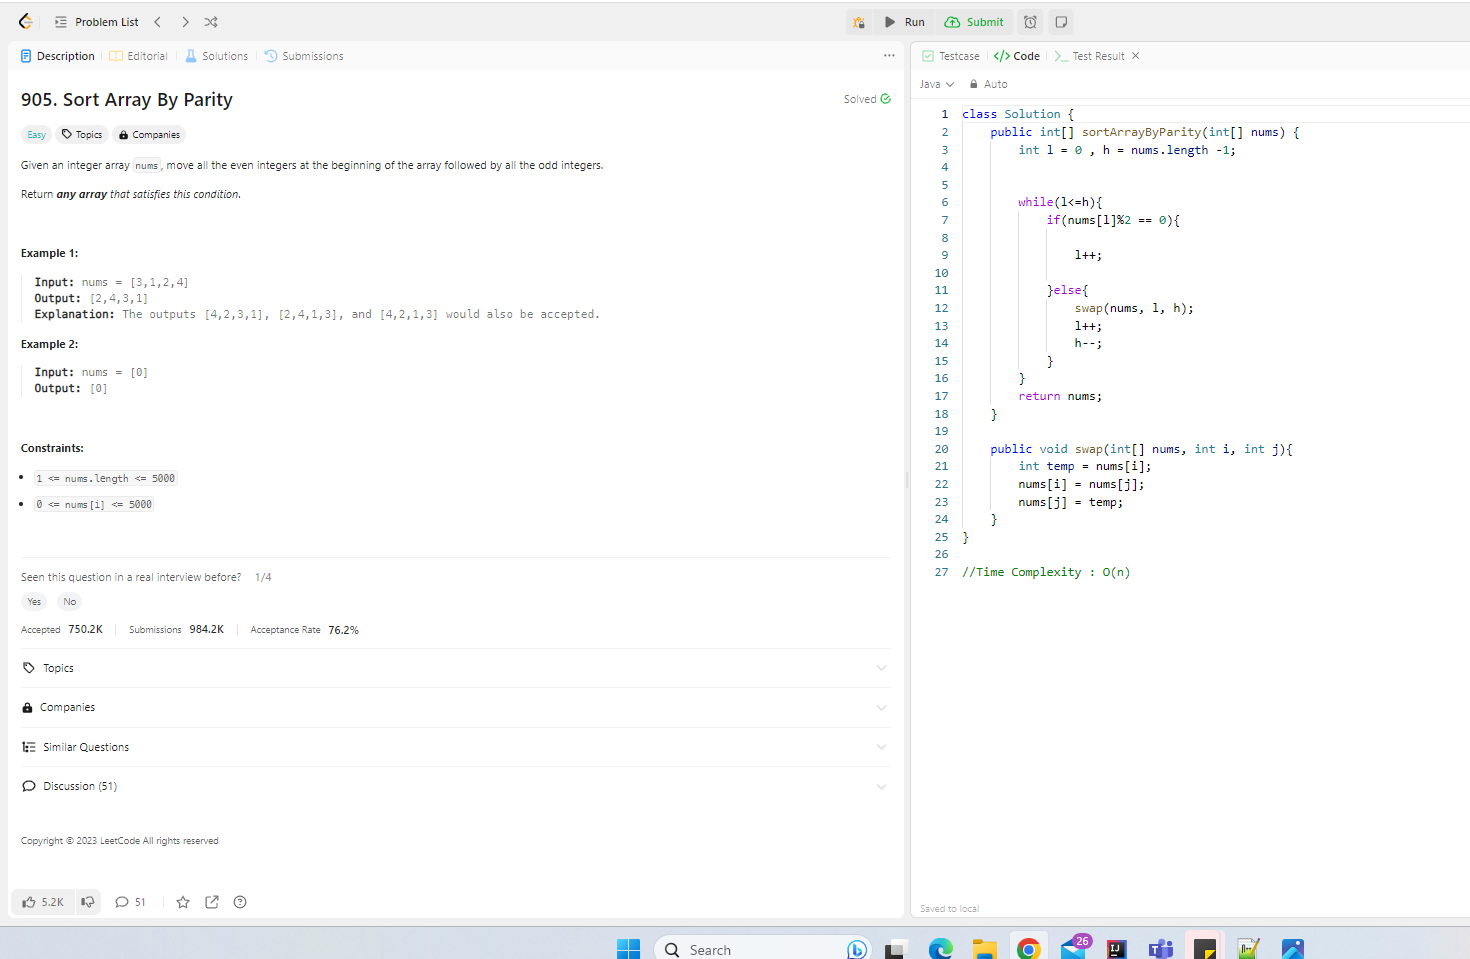 Problem List
Run
Submit
Description
Editorial
Solutions
Submissions
905. Sort Array By Parity
Solved
Easy
Topics
Companies
Given an integer array nums, move all the even integers at the beginning of the array followed by all the odd integers.
Return any array that satisfies this condition.
Example 1:
Input: nums = [3,1,2,4]
Output: [2,4,3,1]
Explanation: The outputs [4,2,3,1], [2,4,1,3], and [4,2,1,3] would also be accepted.
Example 2:
Input: nums = [0]
Output: [0]
Constraints:
1 <= nums.length <= 5000
0 <= nums[i] <= 5000
Seen this question in a real interview before? 1/4
Yes
No
Accepted 750.2K
Submissions 984.2K
Acceptance Rate 76.2%
Topics
Companies
Similar Questions
Discussion (51)
Copyright © 2023 LeetCode All rights reserved
5.2K
51
Testcase
</> Code
Test Result
Java
Auto
1 class Solution {
2 public int[] sortArrayByParity(int[] nums) {
3 int l = 0 , h = nums.length -1;
4
5
6 while(l<=h){
7 if(nums[l]%2 == 0){
8
9 l++;
10
11 }else{
12 swap(nums, l, h);
13 l++;
14 h--;
15 }
16 }
17 return nums;
18 }
19
20 public void swap(int[] nums, int i, int j){
21 int temp = nums[i];
22 nums[i] = nums[j];
23 nums[j] = temp;
24 }
25 }
26
27 //Time Complexity : O(n)
Saved to local
Search
26